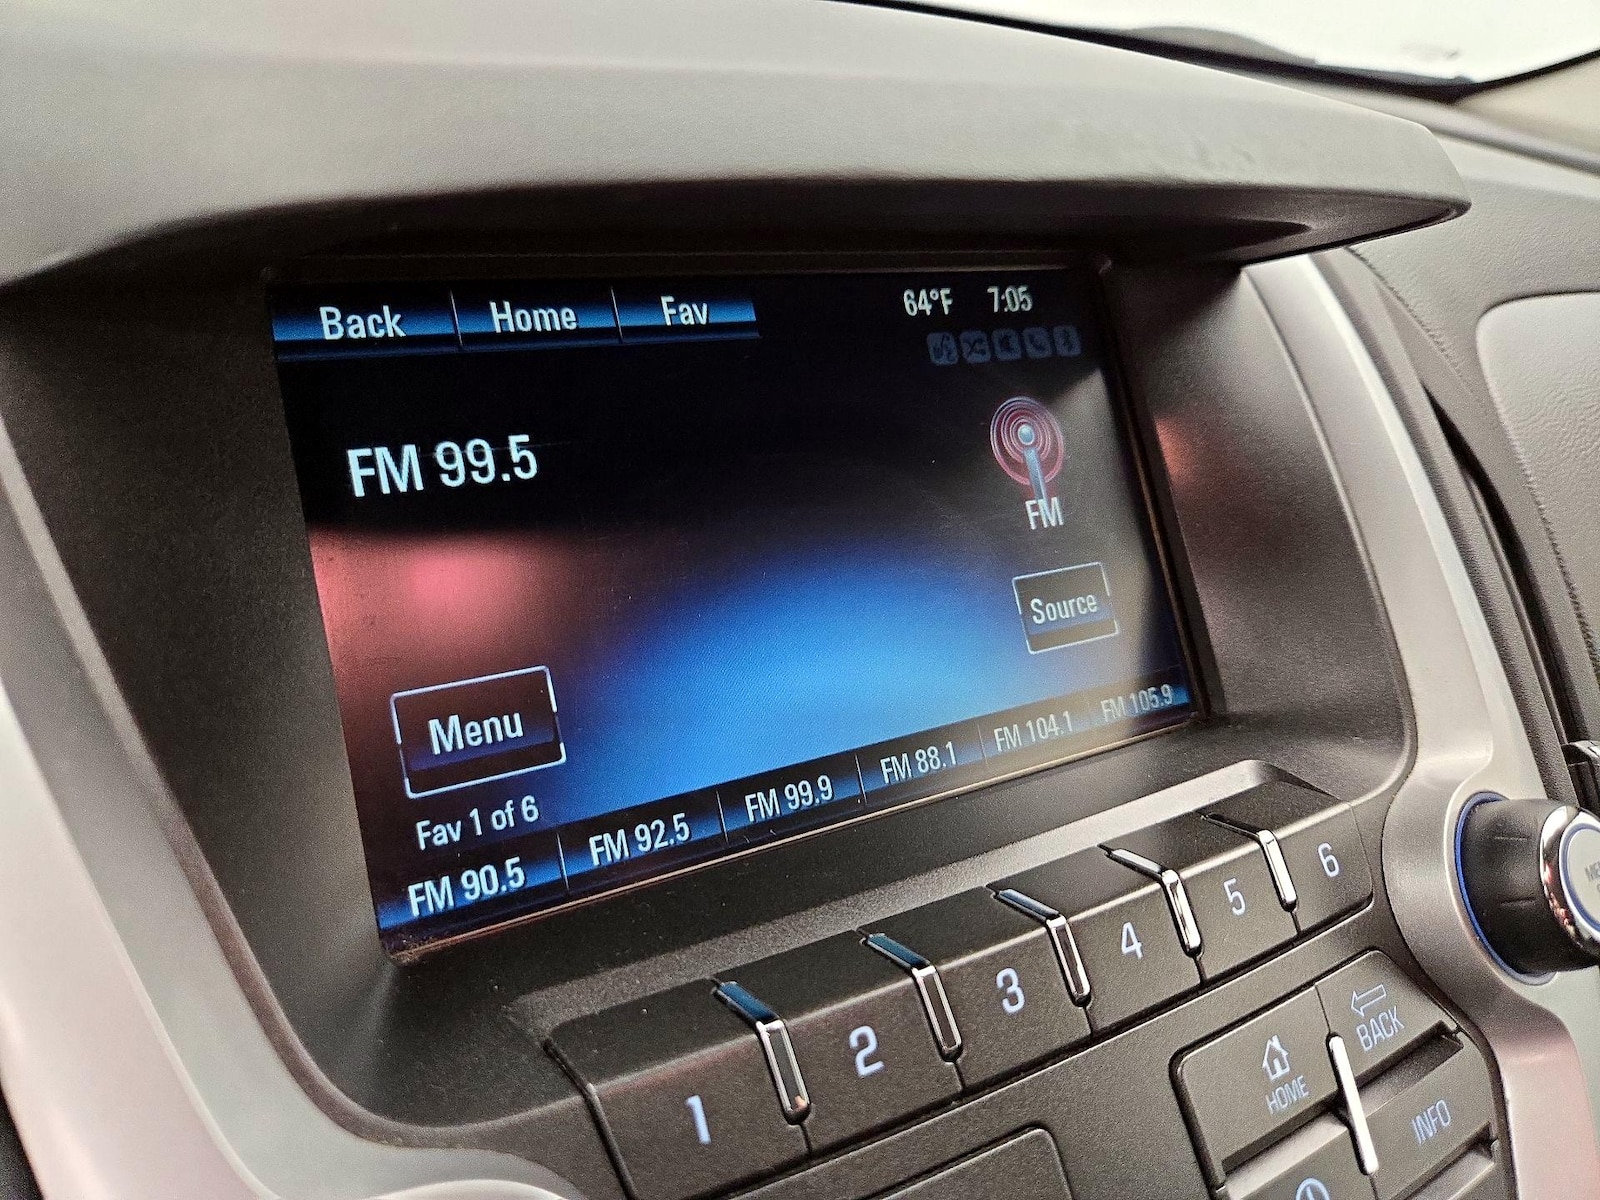 Back Home Fav 64°F 7:05
FM 99.5
FM
Source
Menu
Fav 1 of 6
FM 90.5 FM 92.5 FM 99.9 FM 88.1 FM 104.1 FM 105.9
1 2 3 4 5 6
HOME BACK
INFO